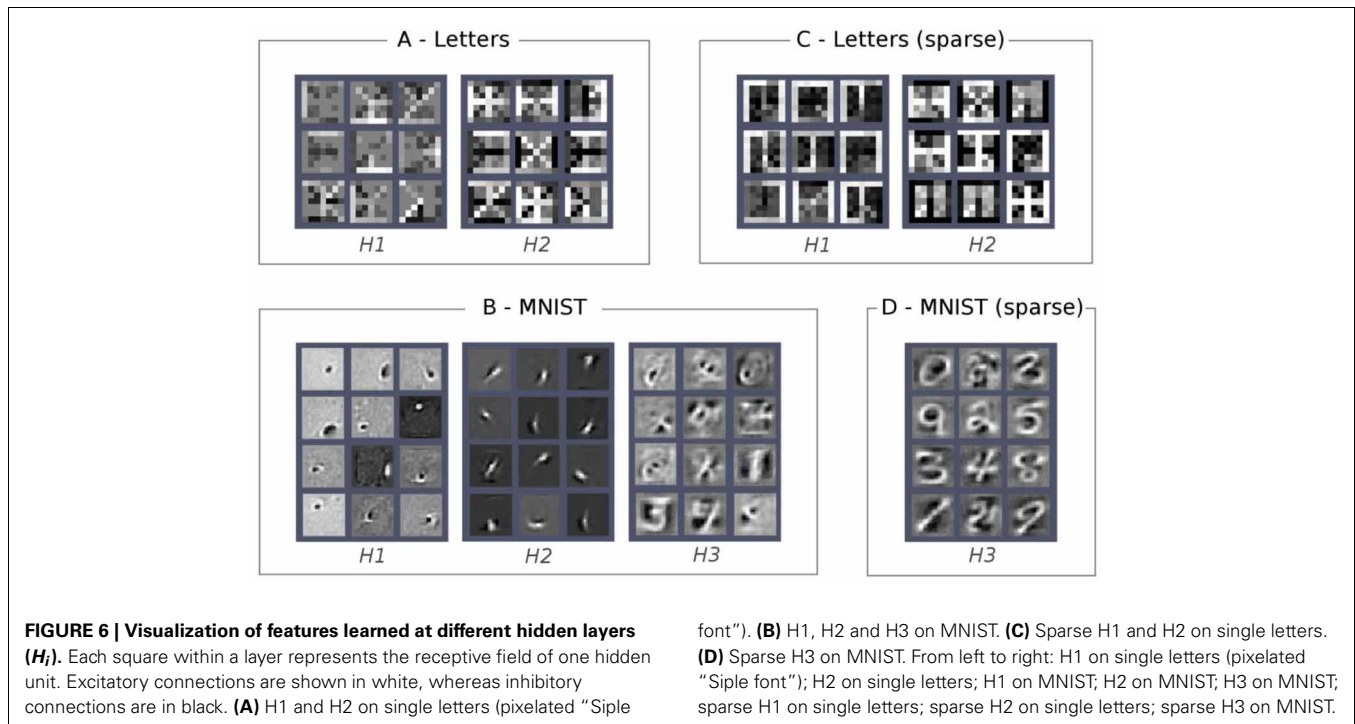 A - Letters
H1
H2
C - Letters (sparse)
H1
H2
B - MNIST
H1
H2
H3
D - MNIST (sparse)
H3
FIGURE 6 | Visualization of features learned at different hidden layers
(Hi). Each square within a layer represents the receptive field of one hidden
unit. Excitatory connections are shown in white, whereas inhibitory
connections are in black. (A) H1 and H2 on single letters (pixelated “Siple
font”). (B) H1, H2 and H3 on MNIST. (C) Sparse H1 and H2 on single letters.
(D) Sparse H3 on MNIST. From left to right: H1 on single letters (pixelated
“Siple font”); H2 on single letters; H1 on MNIST; H2 on MNIST; H3 on MNIST;
sparse H1 on single letters; sparse H2 on single letters; sparse H3 on MNIST.